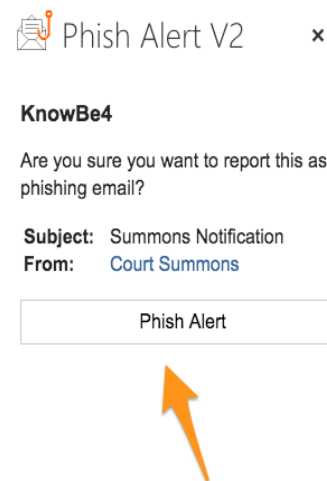 Phish Alert V2 ×
KnowBe4
Are you sure you want to report this as
phishing email?
Subject: Summons Notification
From: Court Summons
Phish Alert